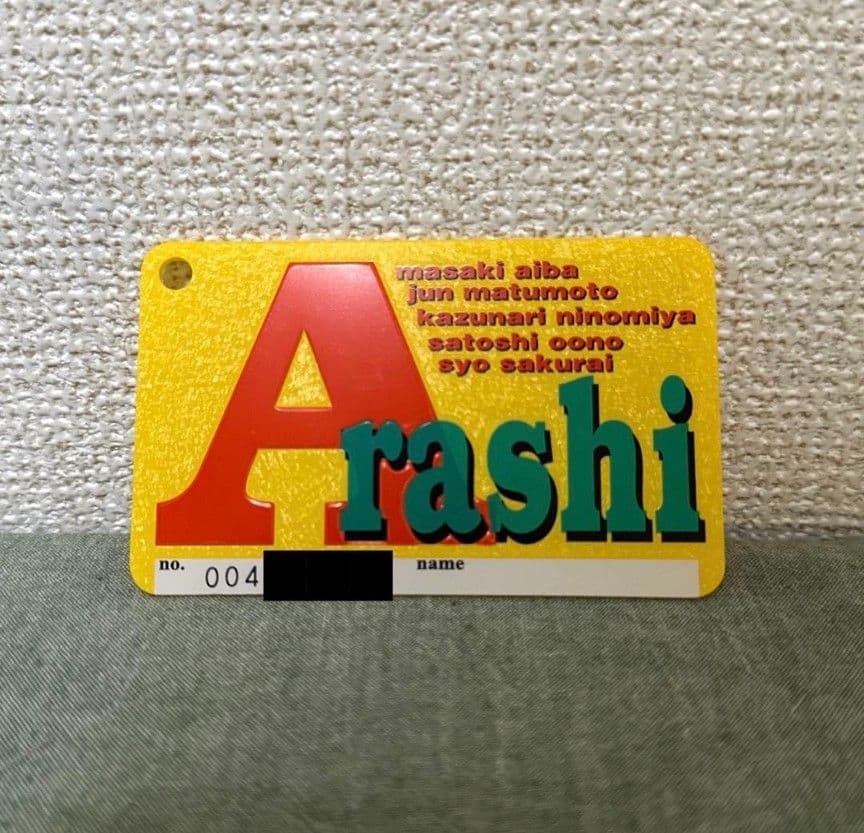 masaki aiba
jun matumoto
kazunari ninomiya
satoshi oono
syo sakurai
Arashi
no. 004
name